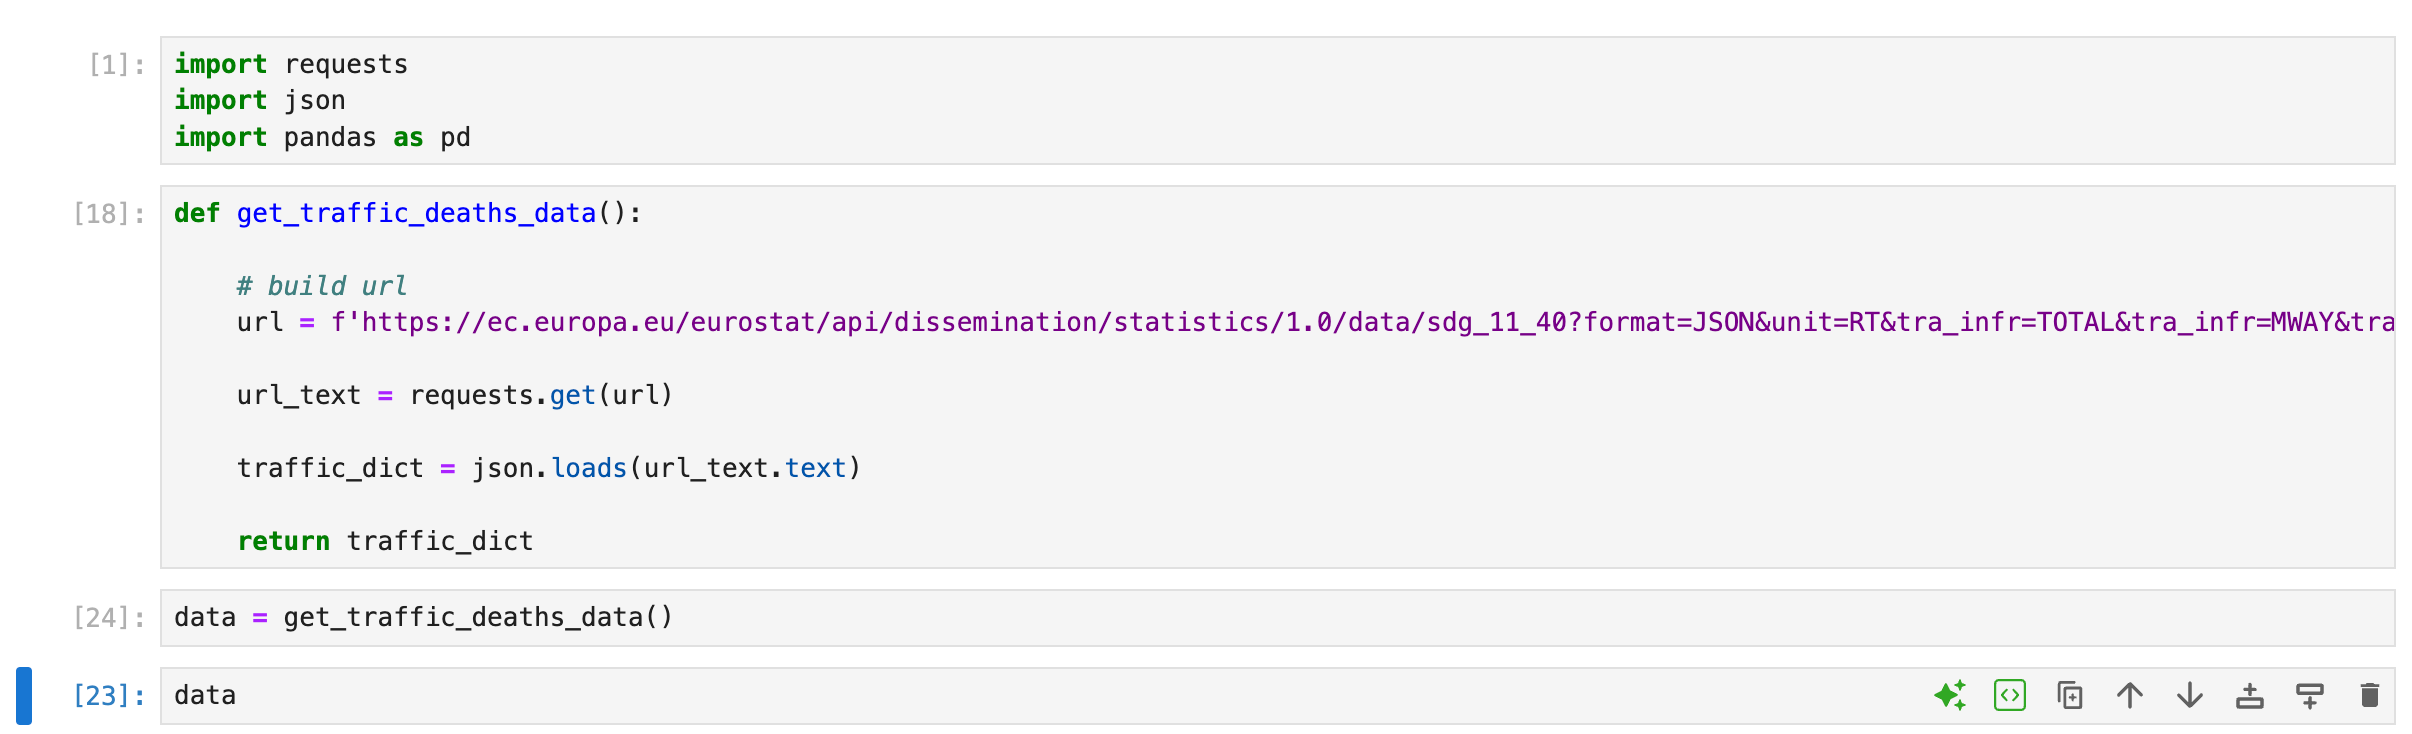 [1]: import requests
import json
import pandas as pd
[18]: def get_traffic_deaths_data():
# build url
url = f'https://ec.europa.eu/eurostat/api/dissemination/statistics/1.0/data/sdg_11_40?format=JSON&unit=RT&tra_infr=TOTAL&tra_infr=MWAY&tra
url_text = requests.get(url)
traffic_dict = json.loads(url_text.text)
return traffic_dict
[24]: data = get_traffic_deaths_data()
[23]: data